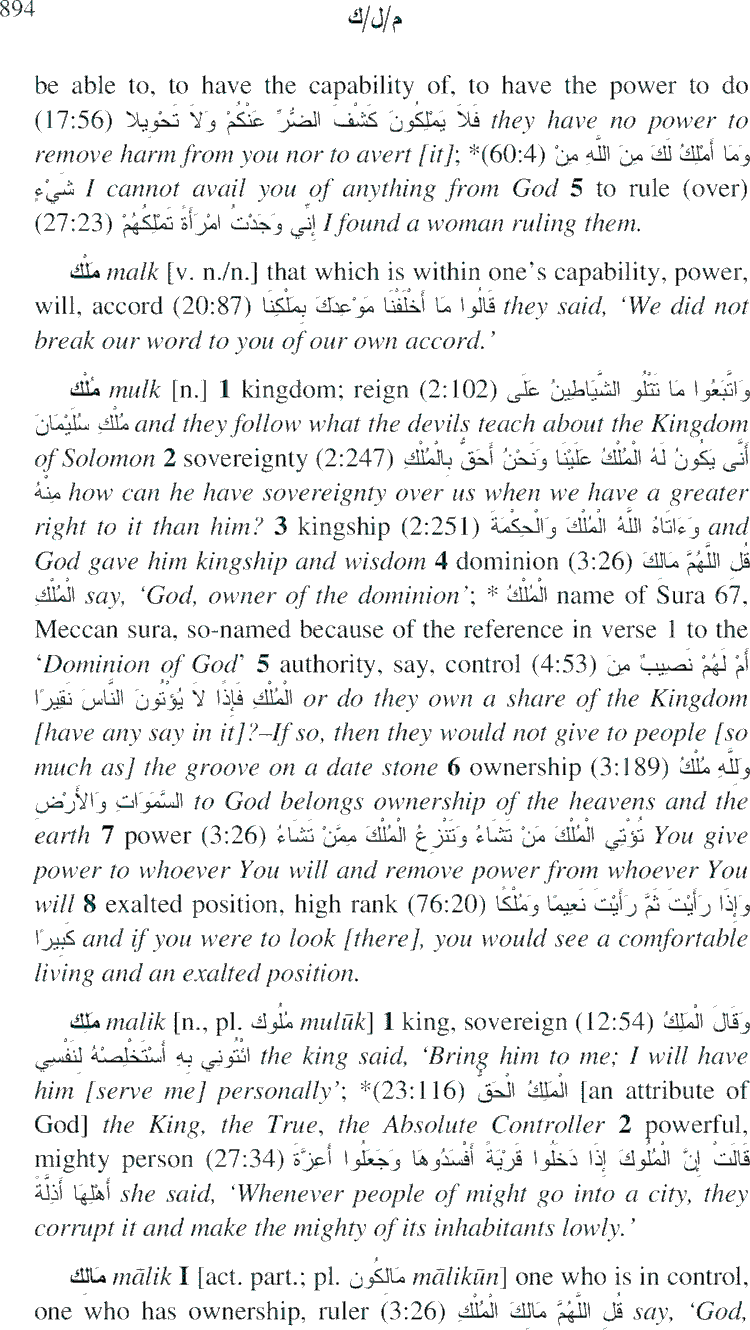 894
م/ل/ك
be able to, to have the capability of, to have the power to do
(17:56) فَلاَ يَمْلِكُونَ كَشْفَ الضُّرِّ عَنْكُمْ وَلاَ تَحْوِيلا they have no power to
remove harm from you nor to avert [it]; *(60:4) وَمَا أَمْلِكُ لَكَ مِنَ اللَّهِ مِنْ
شَيْءٍ I cannot avail you of anything from God 5 to rule (over)
(27:23) إِنِّي وَجَدْتُ امْرَأَةً تَمْلِكُهُمْ I found a woman ruling them.
مَلْك malk [v. n./n.] that which is within one’s capability, power,
will, accord (20:87) قَالُوا مَا أَخْلَفْنَا مَوْعِدَكَ بِمَلْكِنَا they said, ‘We did not
break our word to you of our own accord.’
مُلْك mulk [n.] 1 kingdom; reign (2:102) وَاتَّبَعُوا مَا تَتْلُو الشَّيَاطِينُ عَلَى
مُلْكِ سُلَيْمَانَ and they follow what the devils teach about the Kingdom
of Solomon 2 sovereignty (2:247) أَنَّى يَكُونُ لَهُ الْمُلْكُ عَلَيْنَا وَنَحْنُ أَحَقُّ بِالْمُلْكِ
مِنْهُ how can he have sovereignty over us when we have a greater
right to it than him? 3 kingship (2:251) وَءَاتَاهُ اللَّهُ الْمُلْكَ وَالْحِكْمَةَ and
God gave him kingship and wisdom 4 dominion (3:26) قُلِ اللَّهُمَّ مَالِكَ
الْمُلْكِ say, ‘God, owner of the dominion’; * الْمُلْكُ name of Sura 67,
Meccan sura, so-named because of the reference in verse 1 to the
‘Dominion of God’ 5 authority, say, control (4:53) أَمْ لَهُمْ نَصِيبٌ مِنَ
الْمُلْكِ فَإِذًا لاَ يُؤْتُونَ النَّاسَ نَقِيرًا or do they own a share of the Kingdom
[have any say in it]?–If so, then they would not give to people [so
much as] the groove on a date stone 6 ownership (3:189) وَلِلَّهِ مُلْكُ
السَّمَوَاتِ وَالأَرْضِ to God belongs ownership of the heavens and the
earth 7 power (3:26) تُؤْتِي الْمُلْكَ مَنْ تَشَاءُ وَتَنْزِعُ الْمُلْكَ مِمَّنْ تَشَاءُ You give
power to whoever You will and remove power from whoever You
will 8 exalted position, high rank (76:20) وَإِذَا رَأَيْتَ ثَمَّ رَأَيْتَ نَعِيمًا وَمُلْكًا
كَبِيرًا and if you were to look [there], you would see a comfortable
living and an exalted position.
مَلِك malik [n., pl. مُلُوك mulūk] 1 king, sovereign (12:54) وَقَالَ الْمَلِكُ
ائْتُونِي بِهِ أَسْتَخْلِصْهُ لِنَفْسِي the king said, ‘Bring him to me; I will have
him [serve me] personally’; *(23:116) الْمَلِكُ الْحَقُّ [an attribute of
God] the King, the True, the Absolute Controller 2 powerful,
mighty person (27:34) قَالَتْ إِنَّ الْمُلُوكَ إِذَا دَخَلُوا قَرْيَةً أَفْسَدُوهَا وَجَعَلُوا أَعِزَّةَ
أَهْلِهَا أَذِلَّةً she said, ‘Whenever people of might go into a city, they
corrupt it and make the mighty of its inhabitants lowly.’
مَالِك mālik I [act. part.; pl. مَالِكُون mālikūn] one who is in control,
one who has ownership, ruler (3:26) قُلِ اللَّهُمَّ مَالِكَ الْمُلْكِ say, ‘God,